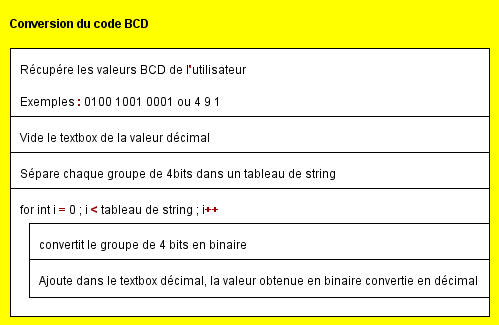 Conversion du code BCD
Récupére les valeurs BCD de l'utilisateur
Exemples : 0100 1001 0001 ou 4 9 1
Vide le textbox de la valeur décimal
Sépare chaque groupe de 4bits dans un tableau de string
for int i = 0 ; i < tableau de string ; i++
convertit le groupe de 4 bits en binaire
Ajoute dans le textbox décimal, la valeur obtenue en binaire convertie en décimal